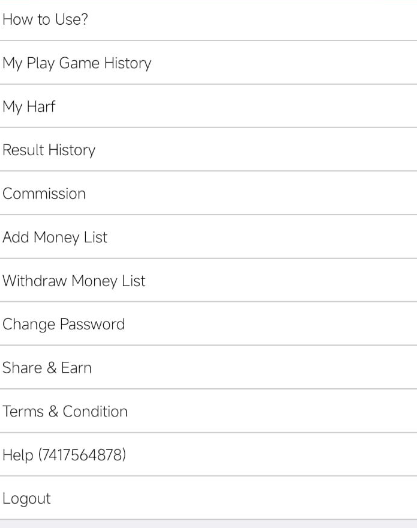 How to Use?
My Play Game History
My Harf
Result History
Commission
Add Money List
Withdraw Money List
Change Password
Share & Earn
Terms & Condition
Help (7417564878)
Logout